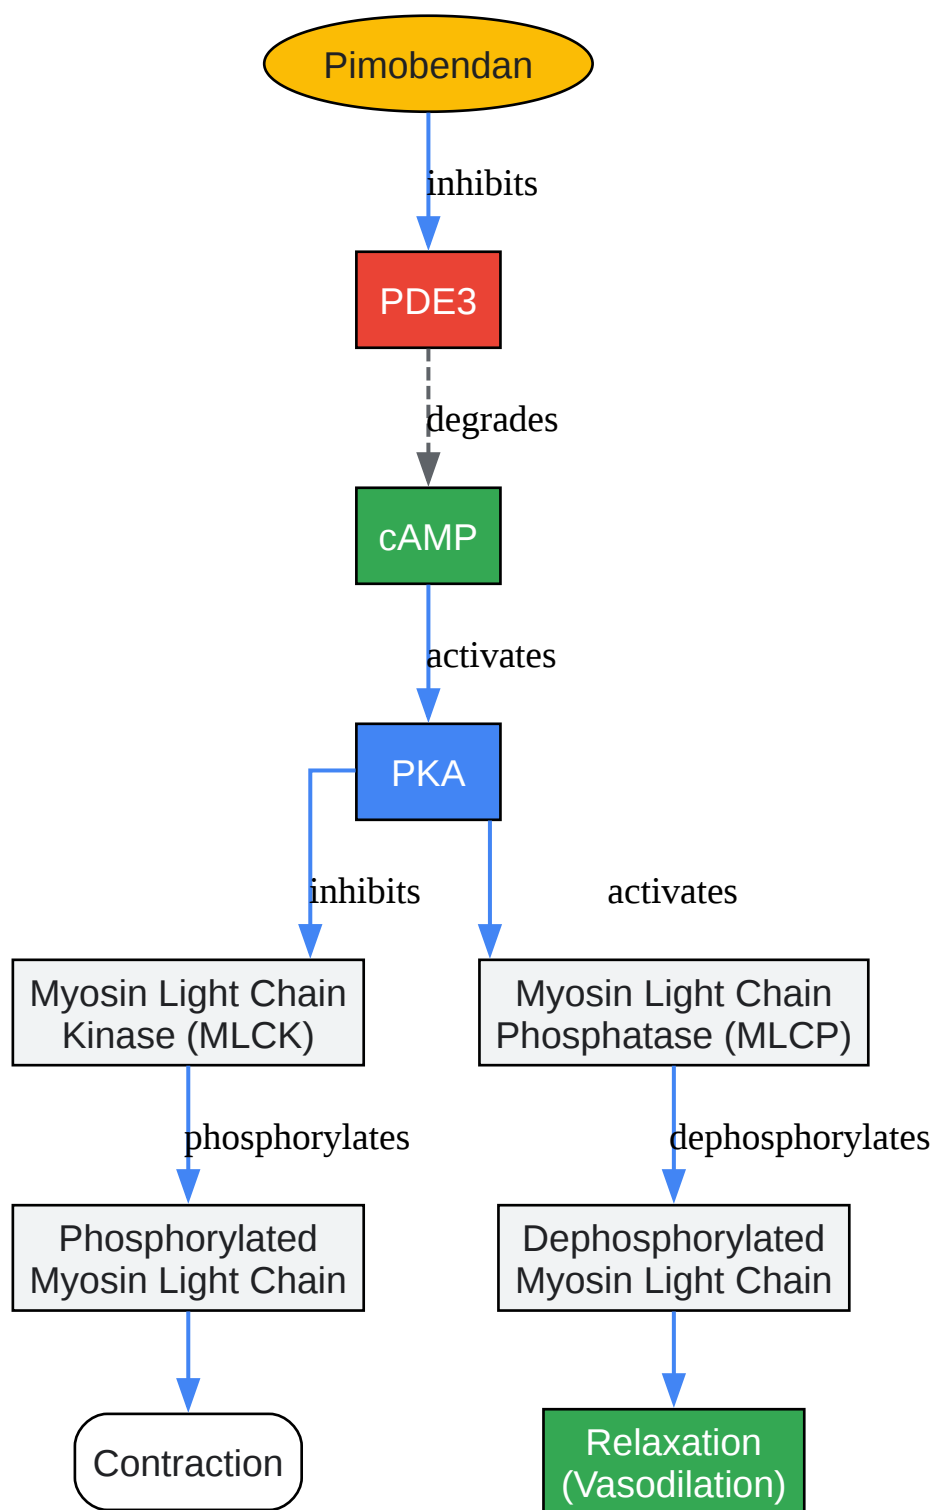 Pimobendan
inhibits
PDE3
degrades
cAMP
activates
PKA
inhibits
activates
Myosin Light Chain
Kinase (MLCK)
Myosin Light Chain
Phosphatase (MLCP)
phosphorylates
dephosphorylates
Phosphorylated
Myosin Light Chain
Dephosphorylated
Myosin Light Chain
Contraction
Relaxation
(Vasodilation)